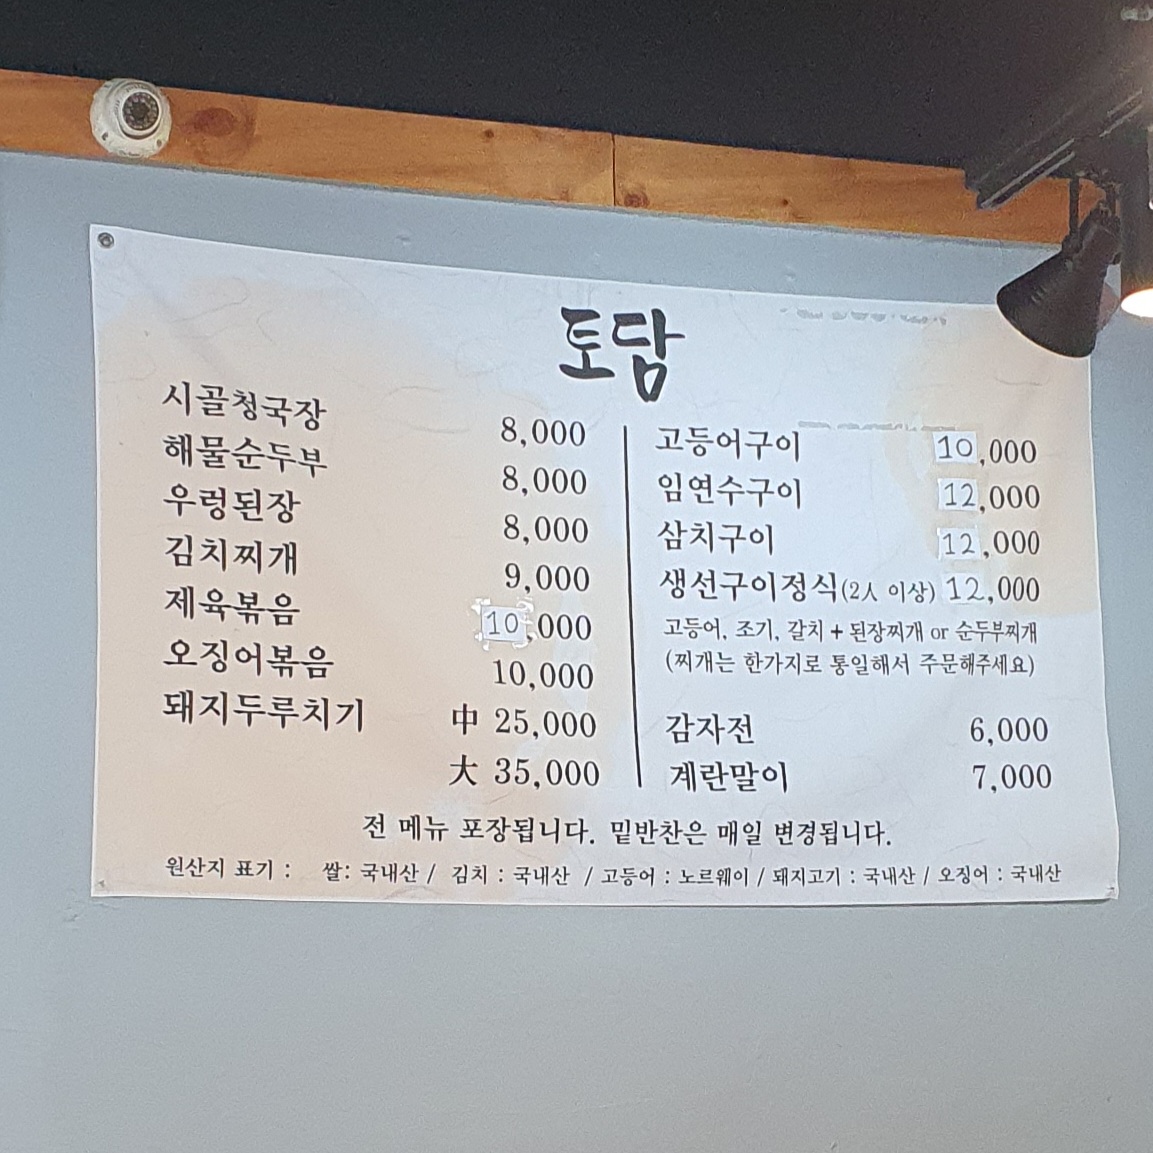 토담
시골청국장 8,000
해물순두부 8,000
우렁된장 8,000
김치찌개 9,000
제육볶음 10,000
오징어볶음 10,000
돼지두루치기 中 25,000
大 35,000
고등어구이 10,000
임연수구이 12,000
삼치구이 12,000
생선구이정식(2人 이상) 12,000
고등어, 조기, 갈치 + 된장찌개 or 순두부찌개
(찌개는 한가지로 통일해서 주문해주세요)
감자전 6,000
계란말이 7,000
전 메뉴 포장됩니다. 밑반찬은 매일 변경됩니다.
원산지 표기 : 쌀: 국내산 / 김치 : 국내산 / 고등어 : 노르웨이 / 돼지고기 : 국내산 / 오징어 : 국내산